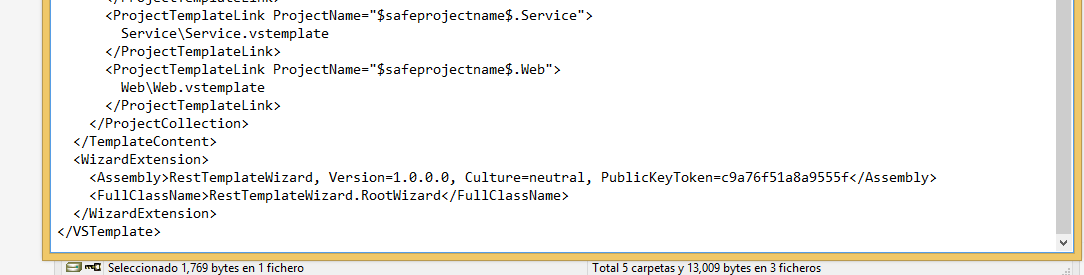 </ProjectTemplateLink>
<ProjectTemplateLink ProjectName="$safeprojectname$.Service">
Service\Service.vstemplate
</ProjectTemplateLink>
<ProjectTemplateLink ProjectName="$safeprojectname$.Web">
Web\Web.vstemplate
</ProjectTemplateLink>
</ProjectCollection>
</TemplateContent>
<WizardExtension>
<Assembly>RestTemplateWizard, Version=1.0.0.0, Culture=neutral, PublicKeyToken=c9a76f51a8a9555f</Assembly>
<FullClassName>RestTemplateWizard.RootWizard</FullClassName>
</WizardExtension>
</VSTemplate>
Seleccionado 1,769 bytes en 1 fichero
Total 5 carpetas y 13,009 bytes en 3 ficheros